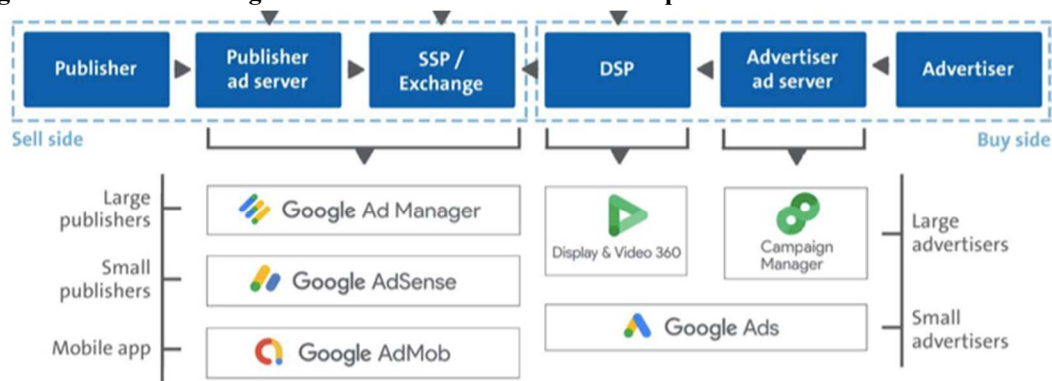 Publisher
Publisher
ad server
SSP /
Exchange
DSP
Advertiser
ad server
Advertiser
Sell side
Buy side
Large
publishers
Google Ad Manager
Display & Video 360
Campaign
Manager
Large
advertisers
Small
publishers
Google AdSense
Google Ads
Small
advertisers
Mobile app
Google AdMob